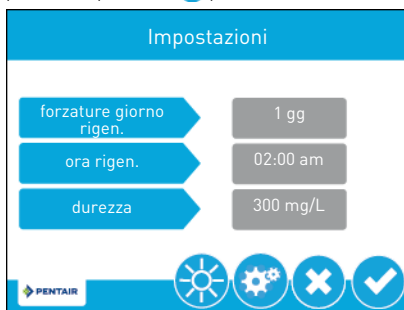 Impostazioni
forzature giorno
rigen.
1 gg
ora rigen.
02:00 am
durezza
300 mg/L
PENTAIR